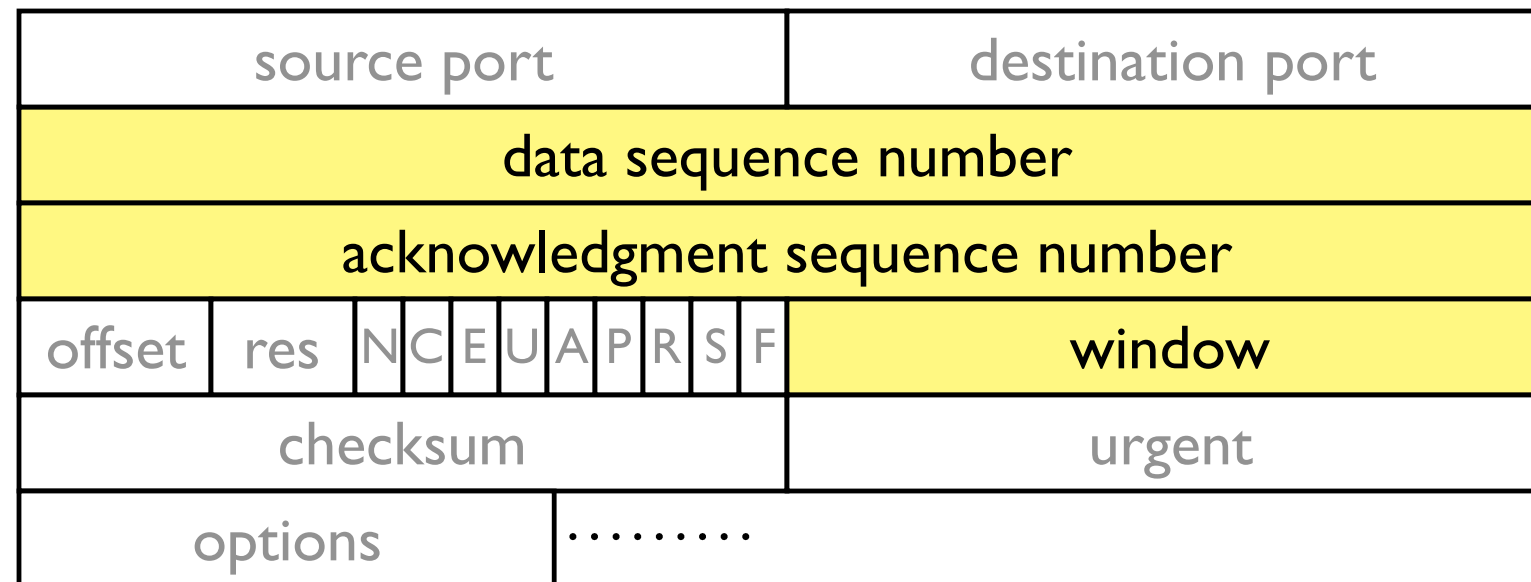 source port destination port
data sequence number
acknowledgment sequence number
offset res N C E U A P R S F window
checksum urgent
options .........